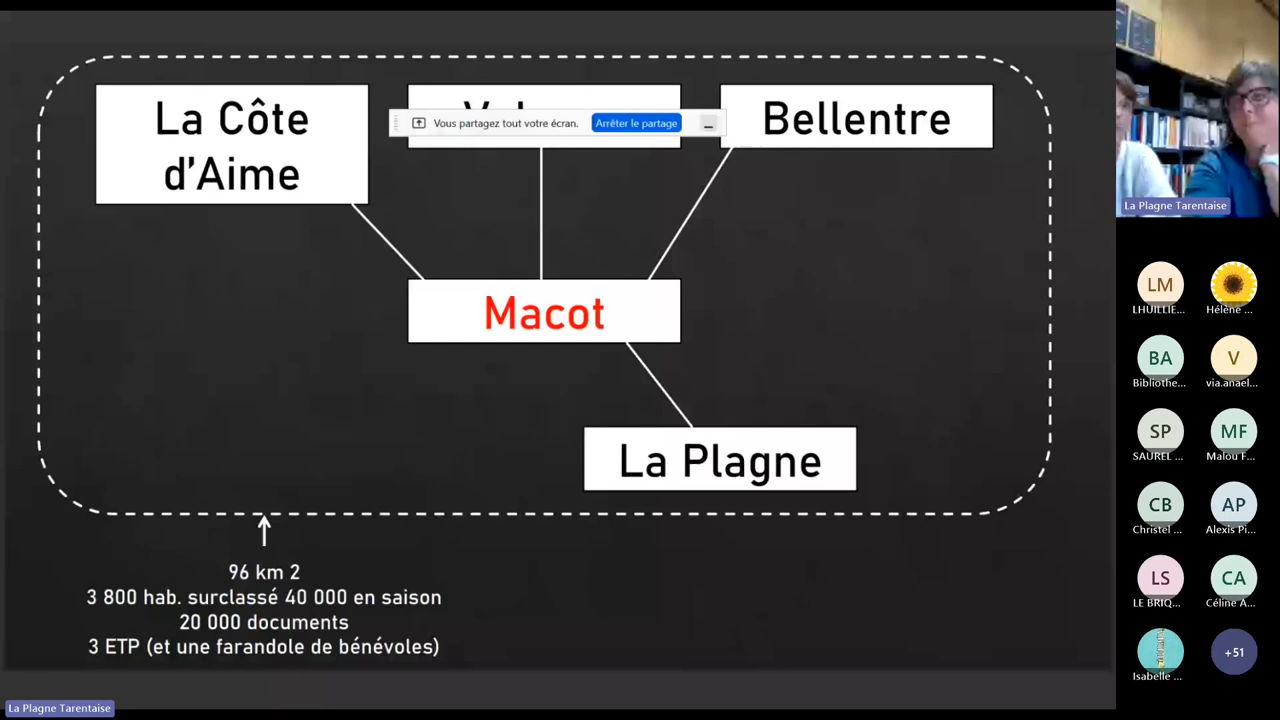 La Côte
d’Aime
Vous partagez tout votre écran.
Arrêter le partage
Bellentre
Macot
La Plagne
96 km 2
3 800 hab. surclassé 40 000 en saison
20 000 documents
3 ETP (et une farandole de bénévoles)
La Plagne Tarentaise
La Plagne Tarentaise
LM
LHUILLIE...
Hélène ...
BA
Bibliothe...
V
via.anael...
SP
SAUREL ...
MF
Malou F...
CB
Christel ...
AP
Alexis Pi...
LS
LE BRIQ...
CA
Céline A...
Isabelle ...
+51